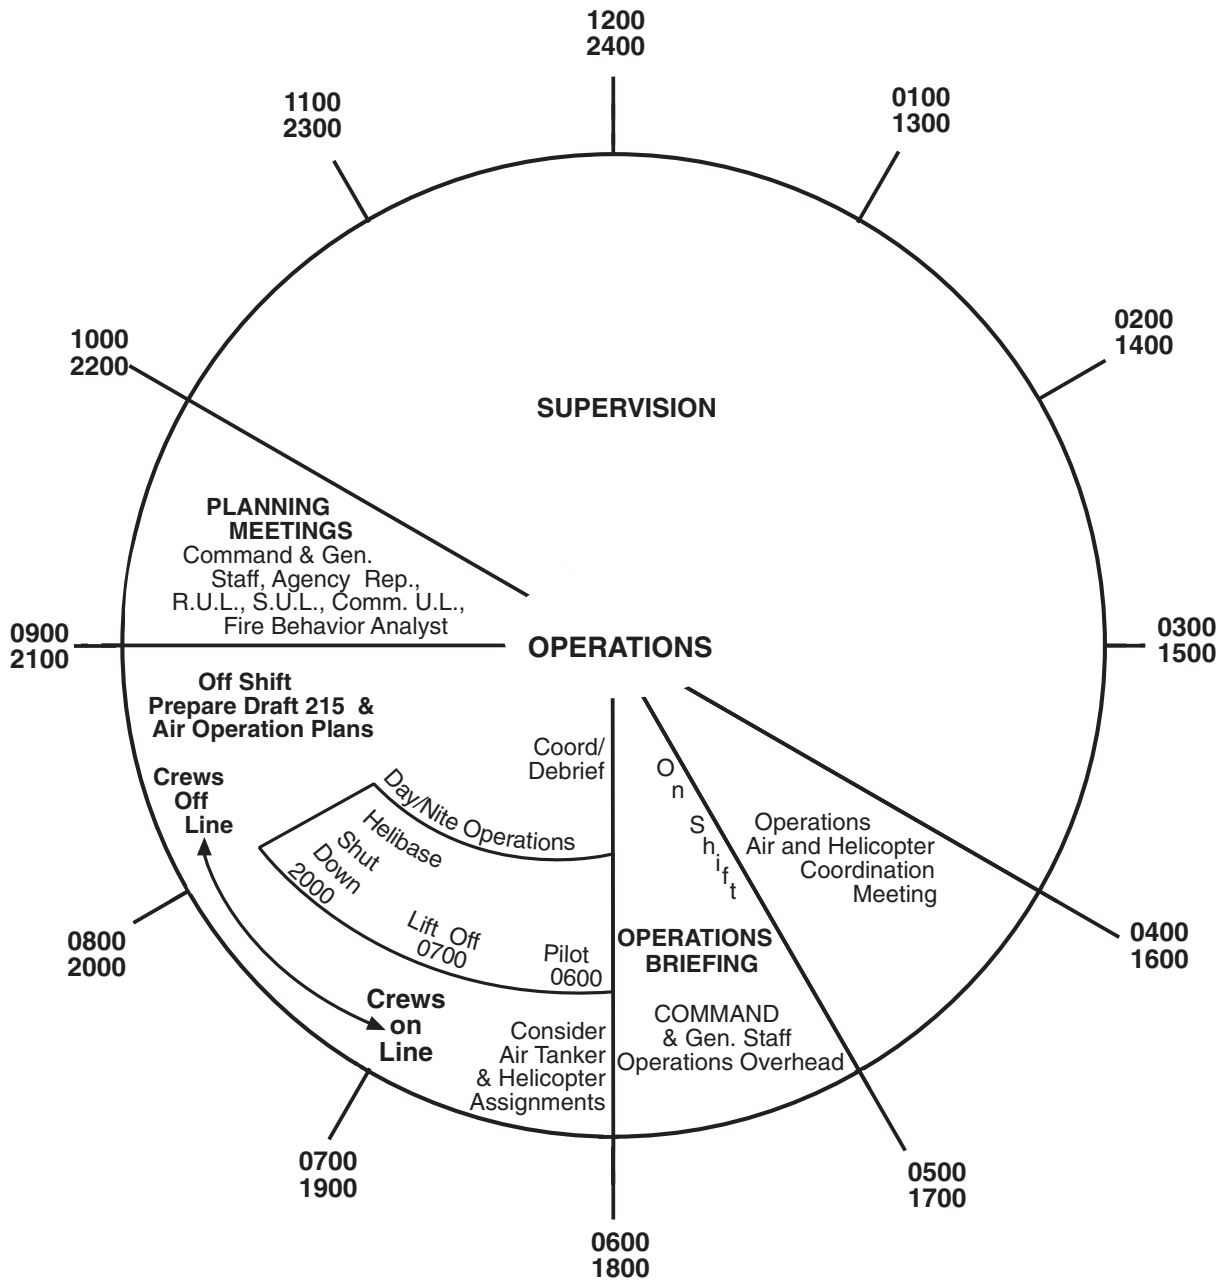 1200
2400
0100
1300
1100
2300
0200
1400
1000
2200
SUPERVISION
PLANNING
MEETINGS
Command & Gen.
Staff, Agency Rep.,
R.U.L., S.U.L., Comm. U.L.,
Fire Behavior Analyst
0900
2100
OPERATIONS
0300
1500
Off Shift
Prepare Draft 215 &
Air Operation Plans
Coord/
Debrief
Crews
Off
Line
Day/Nite Operations
Helibase
Shut
Down
2000
Lift Off
0700
Pilot
0600
On Shift
Operations
Air and Helicopter
Coordination
Meeting
OPERATIONS
BRIEFING
COMMAND
& Gen. Staff
Operations Overhead
0400
1600
0800
2000
Crews
on
Line
Consider
Air Tanker
& Helicopter
Assignments
0700
1900
0500
1700
0600
1800